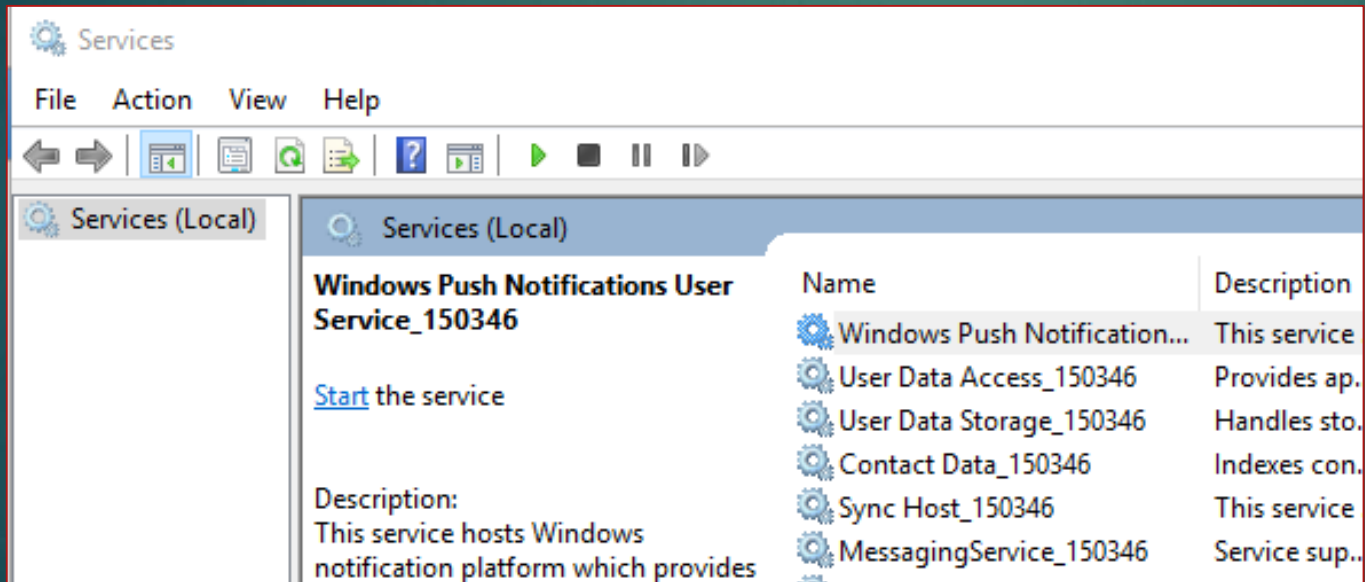 Services
File Action View Help
Services (Local)
Services (Local)
Windows Push Notifications User
Service_150346
Start the service
Description:
This service hosts Windows
notification platform which provides
Name Description
Windows Push Notification... This service
User Data Access_150346 Provides ap..
User Data Storage_150346 Handles sto.
Contact Data_150346 Indexes con.
Sync Host_150346 This service
MessagingService_150346 Service sup..